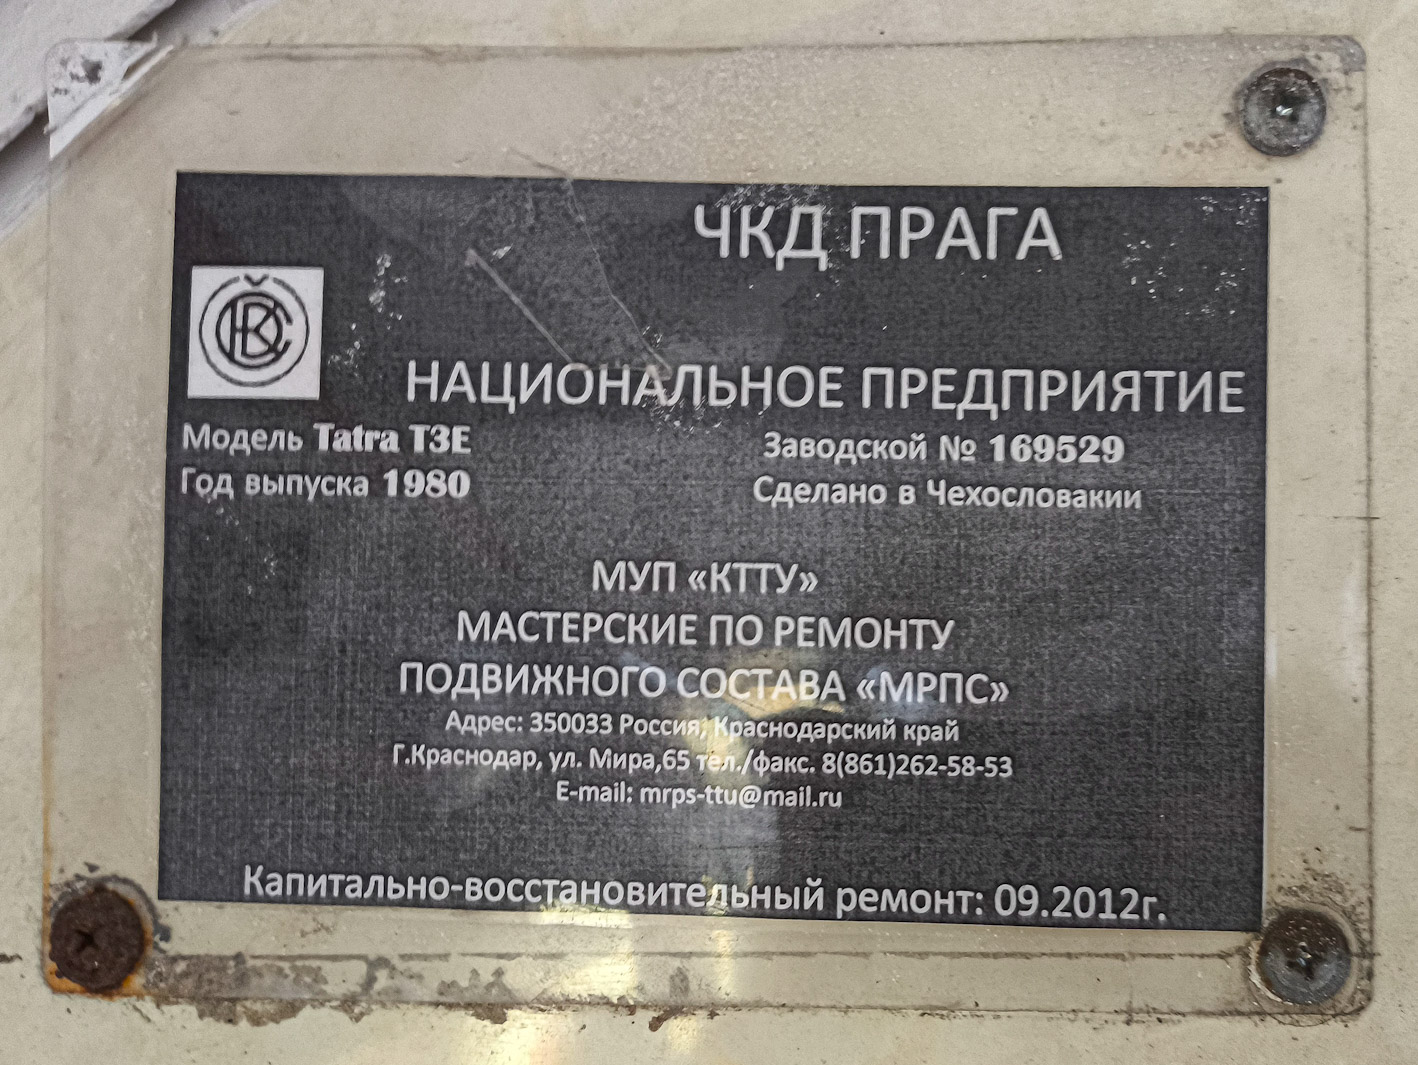 ЧКД ПРАГА
НАЦИОНАЛЬНОЕ ПРЕДПРИЯТИЕ
Модель Tatra T3E
Заводской № 169529
Год выпуска 1980
Сделано в Чехословакии
МУП «КТТУ»
МАСТЕРСКИЕ ПО РЕМОНТУ
ПОДВИЖНОГО СОСТАВА «МРПС»
Адрес: 350033 Россия, Краснодарский край
Г.Краснодар, ул. Мира,65 тел./факс. 8(861)262-58-53
E-mail: mrps-ttu@mail.ru
Капитально-восстановительный ремонт: 09.2012г.